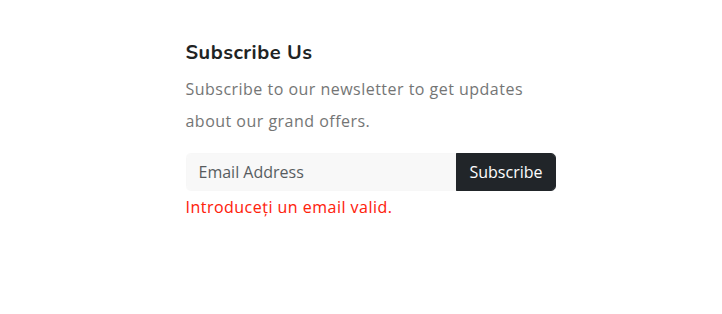 Subscribe Us
Subscribe to our newsletter to get updates
about our grand offers.
Email Address
Subscribe
Introduceți un email valid.